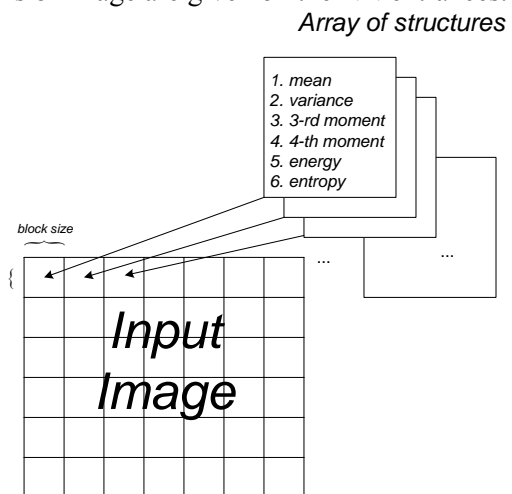 Array of structures
1. mean
2. variance
3. 3-rd moment
4. 4-th moment
5. energy
6. entropy
block size
...
...
Input
Image